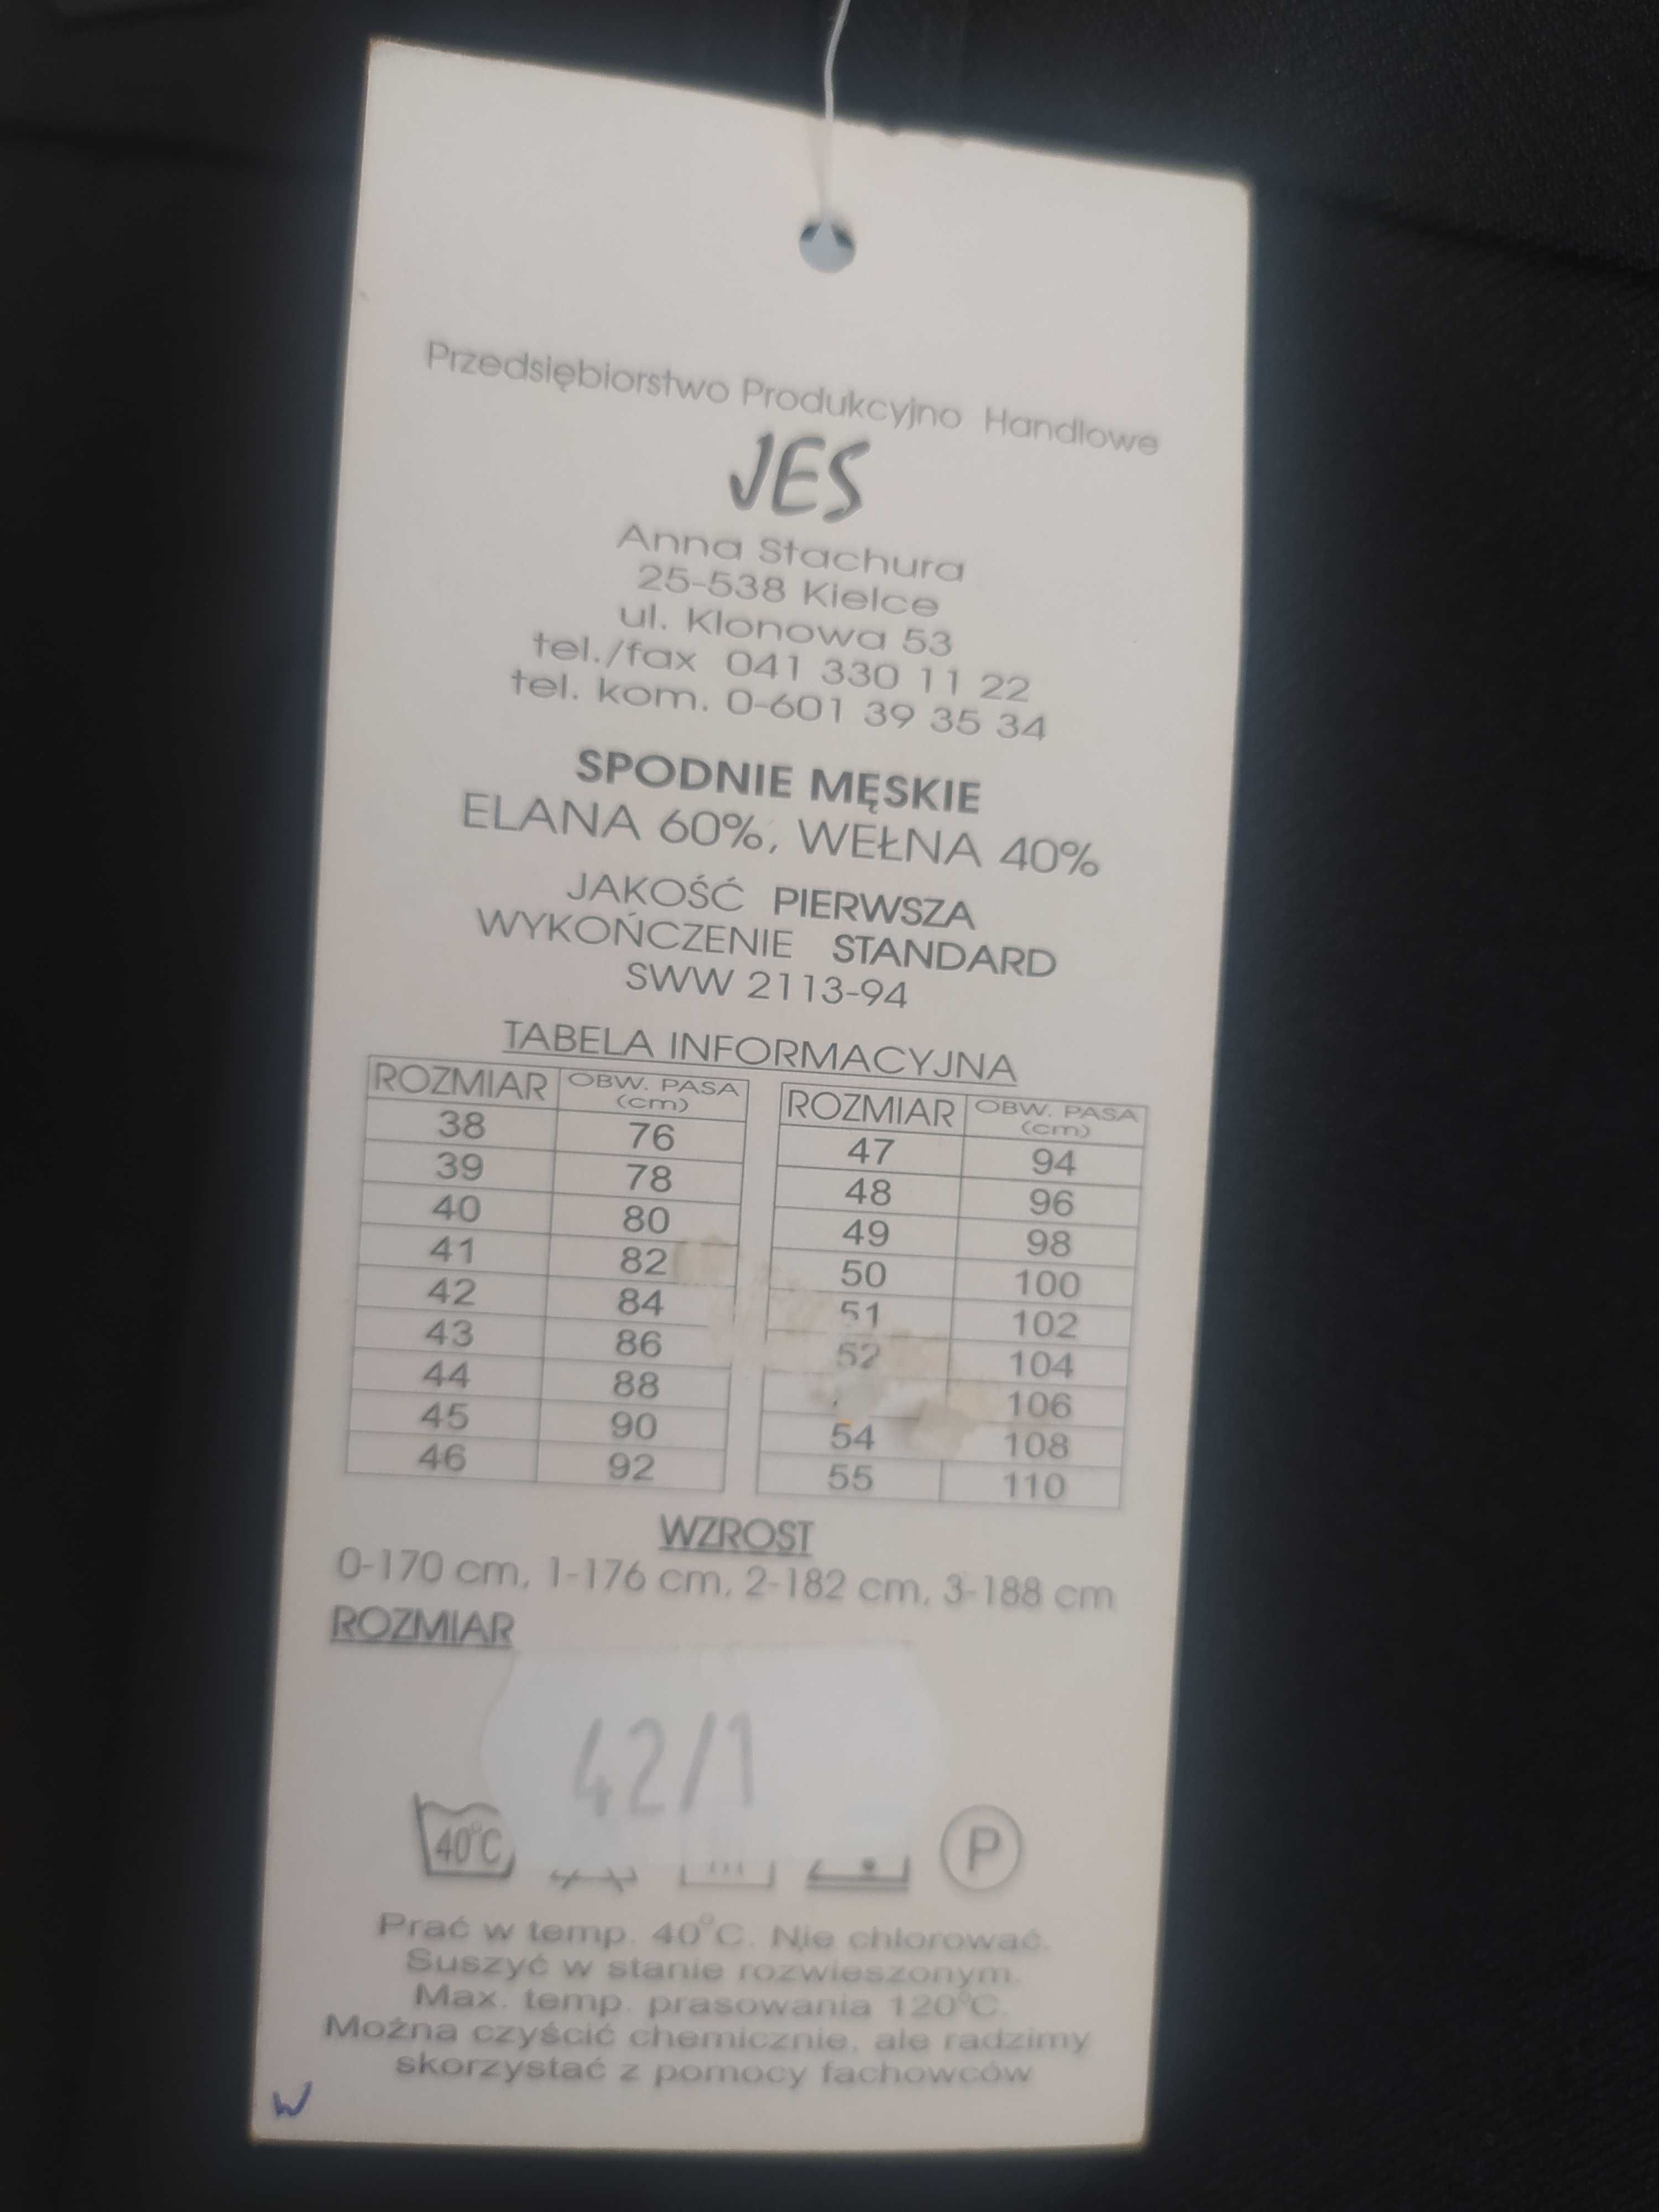 Przedsiębiorstwo Produkcyjno Handlowe
JES
Anna Stachura
25-538 Kielce
ul. Klonowa 53
tel./fax 041 330 11 22
tel. kom. 0-601 39 35 34
SPODNIE MĘSKIE
ELANA 60%, WEŁNA 40%
JAKOŚĆ PIERWSZA
WYKOŃCZENIE STANDARD
SWW 2113-94
TABELA INFORMACYJNA
ROZMIAR OBW. PASA (cm) ROZMIAR OBW. PASA (cm)
38 76 47 94
39 78 48 96
40 80 49 98
41 82 50 100
42 84 51 102
43 86 52 104
44 88 106
45 90 54 108
46 92 55 110
WZROST
0-170 cm, 1-176 cm, 2-182 cm, 3-188 cm
ROZMIAR
42/1
40°C P
Prać w temp. 40°C. Nie chlorować.
Suszyć w stanie rozwieszonym.
Max. temp. prasowania 120°C.
Można czyścić chemicznie, ale radzimy
skorzystać z pomocy fachowców
W